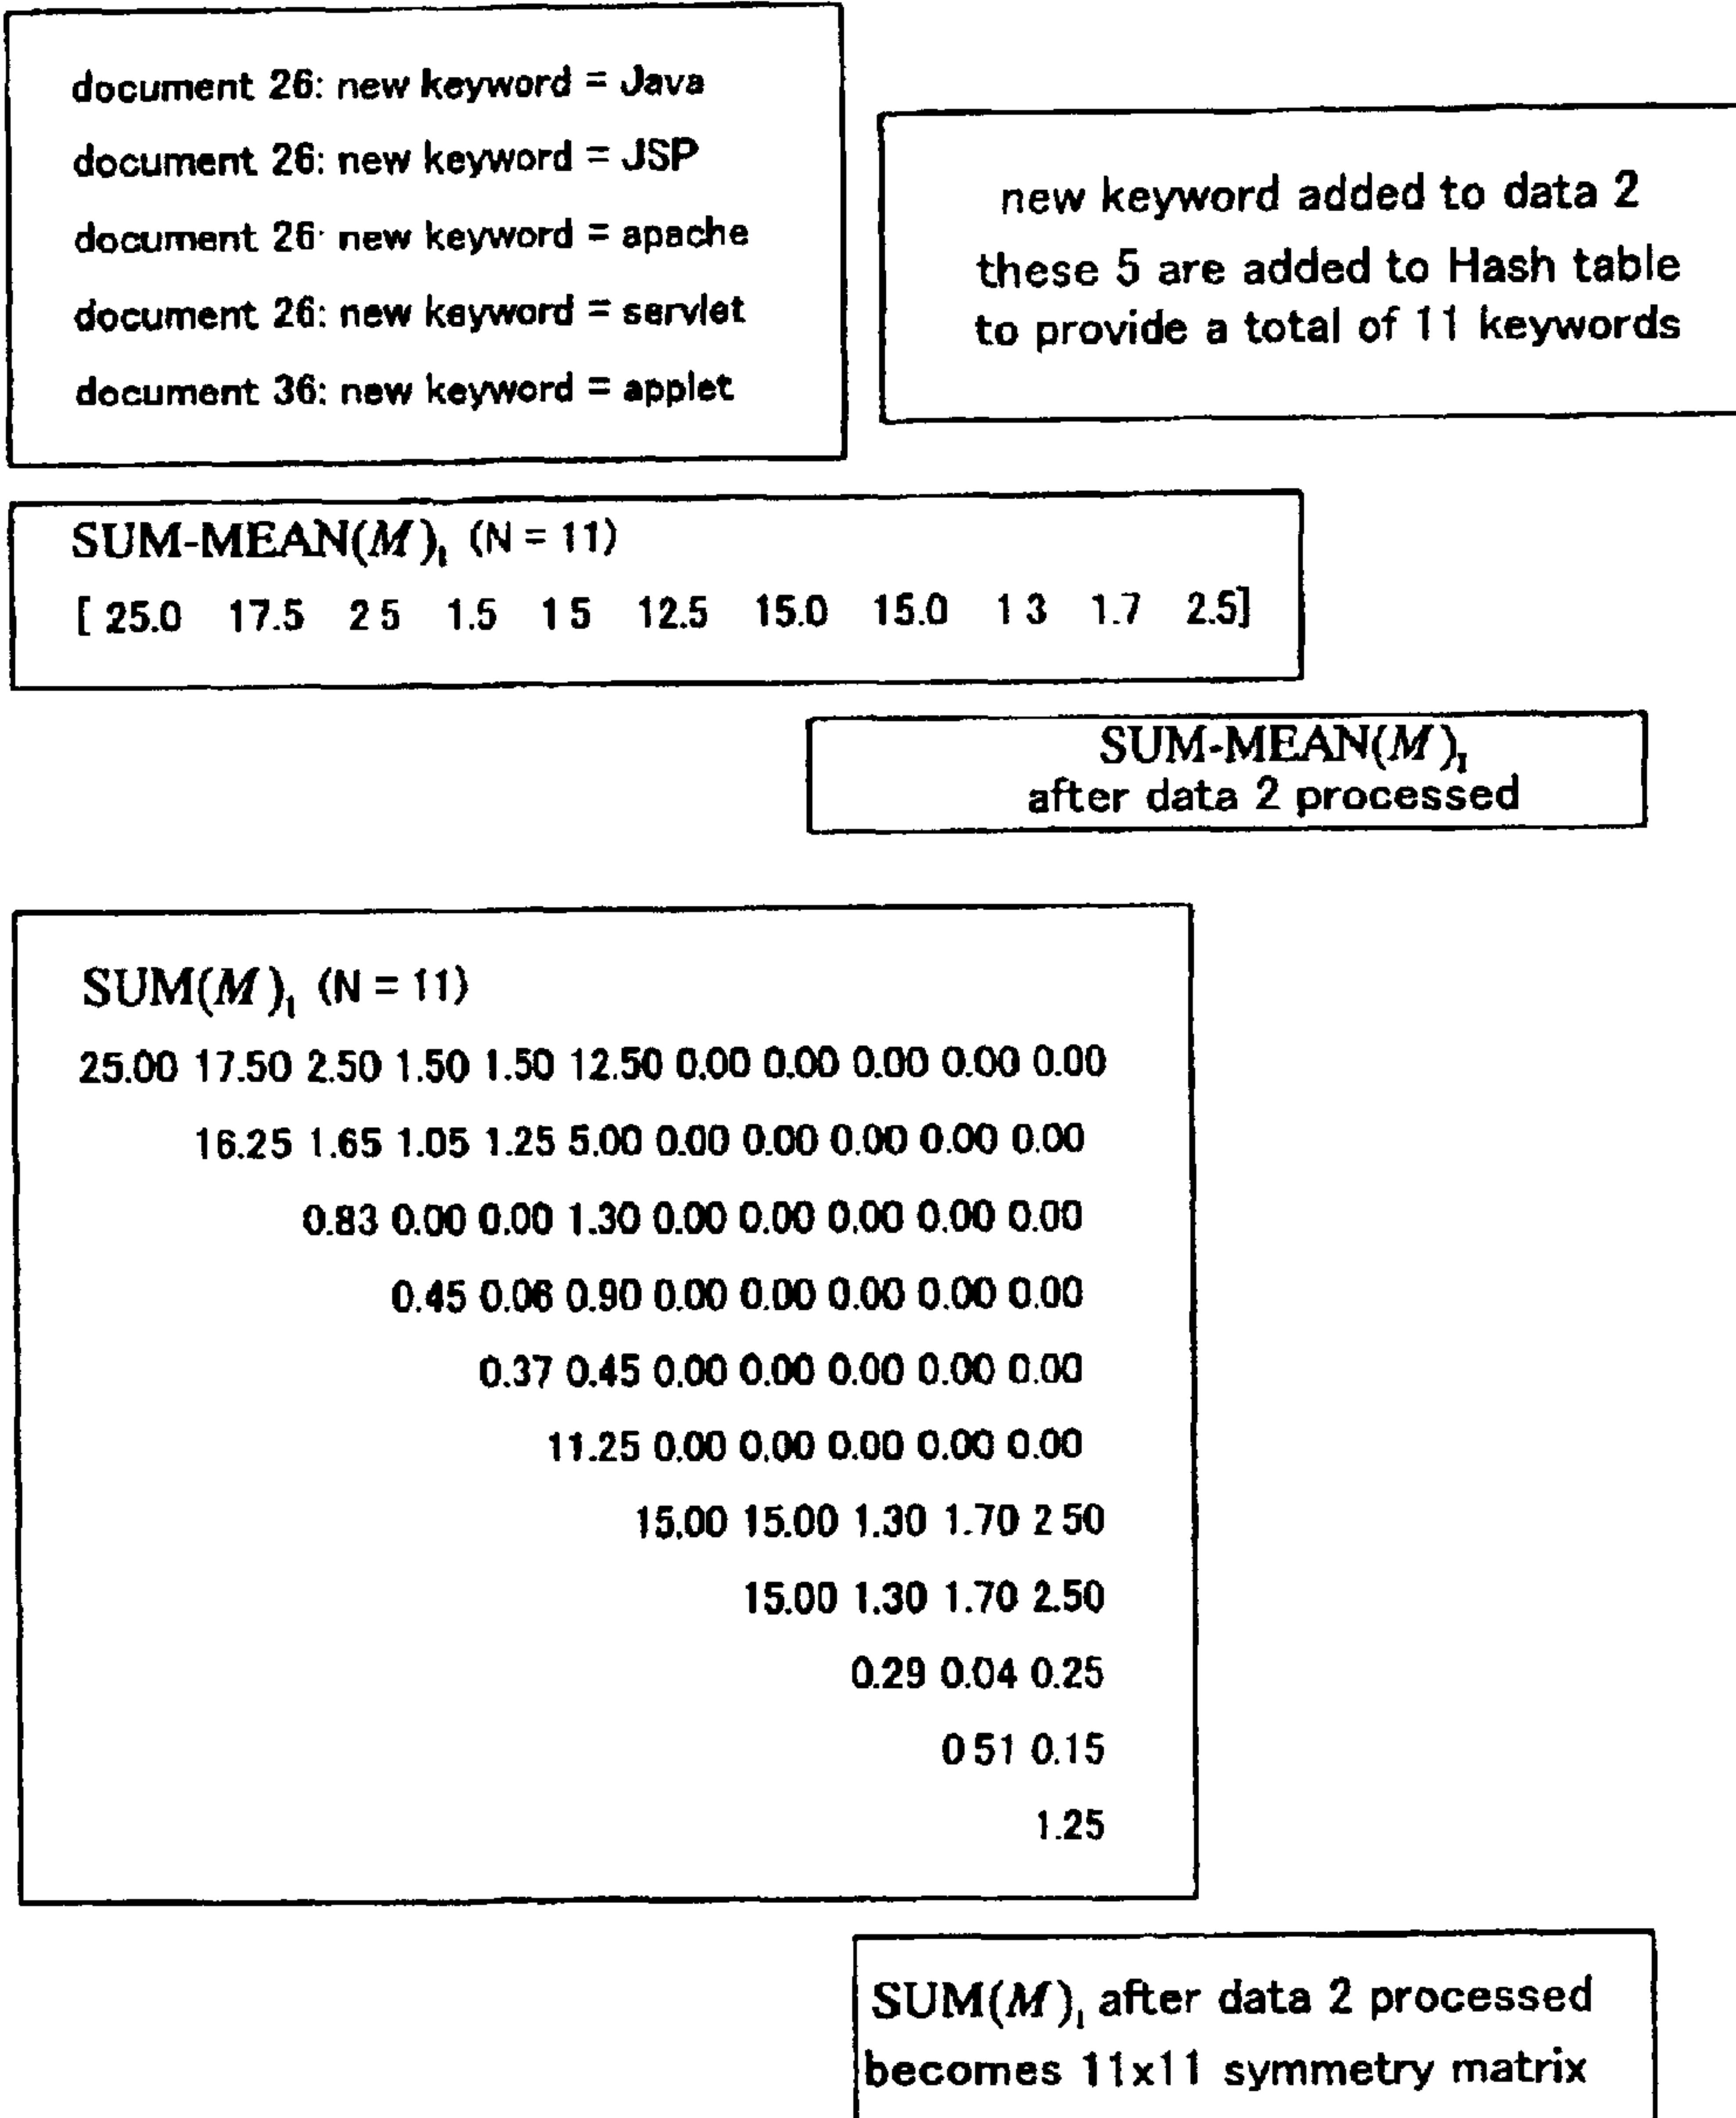 document 26: new keyword = Java
document 26: new keyword = JSP
document 26: new keyword = apache
document 26: new keyword = servlet
document 36: new keyword = applet
new keyword added to data 2
these 5 are added to Hash table
to provide a total of 11 keywords
SUM-MEAN(M)₁ (N = 11)
[ 25.0 17.5 2 5 1.5 1 5 12.5 15.0 15.0 1 3 1.7 2.5]
SUM-MEAN(M)₁
after data 2 processed
SUM(M)₁ (N = 11)
25.00 17.50 2.50 1.50 1.50 12.50 0.00 0.00 0.00 0.00 0.00
16.25 1.65 1.05 1.25 5.00 0.00 0.00 0.00 0.00 0.00
0.83 0.00 0.00 1.30 0.00 0.00 0.00 0.00 0.00
0.45 0.06 0.90 0.00 0.00 0.00 0.00 0.00
0.37 0.45 0.00 0.00 0.00 0.00 0.00
11.25 0.00 0.00 0.00 0.00 0.00
15.00 15.00 1.30 1.70 2 50
15.00 1.30 1.70 2.50
0.29 0.04 0.25
0 51 0.15
1.25
SUM(M)₁ after data 2 processed
becomes 11x11 symmetry matrix